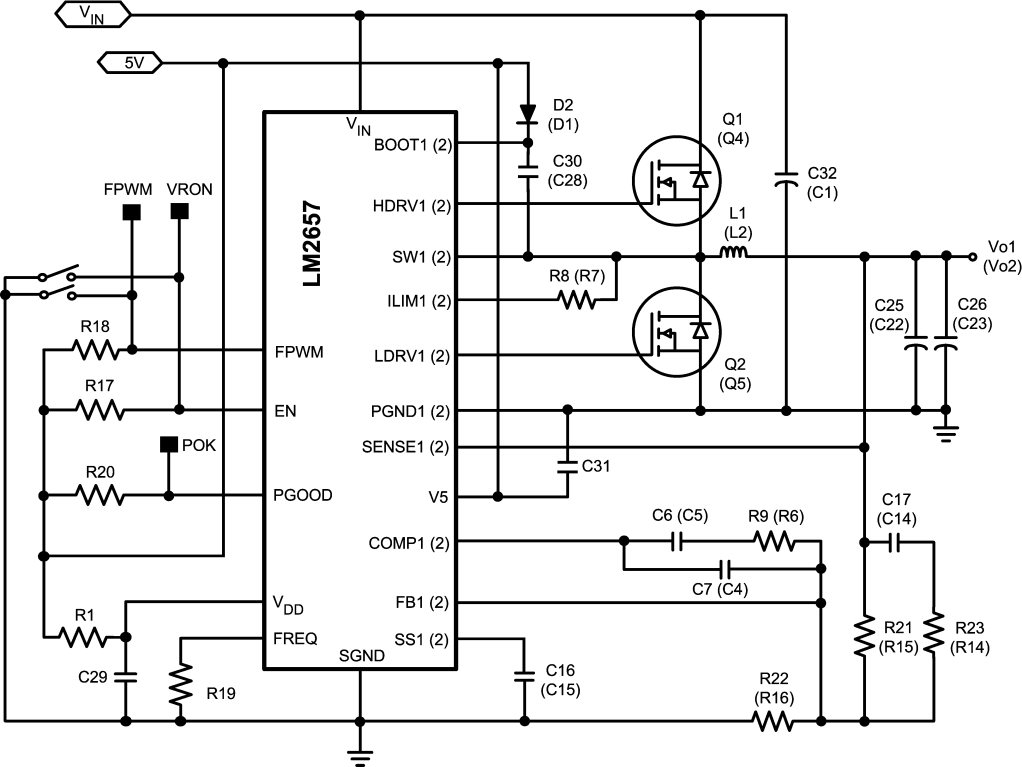 V_IN
5V
V_IN
D2
(D1)
Q1
(Q4)
BOOT1 (2)
C30
(C28)
C32
(C1)
FPWM
VRON
LM2657
HDRV1 (2)
L1
(L2)
SW1 (2)
Vo1
(Vo2)
R8 (R7)
ILIM1 (2)
C25
(C22)
C26
(C23)
R18
FPWM
LDRV1 (2)
Q2
(Q5)
R17
EN
PGND1 (2)
POK
SENSE1 (2)
R20
PGOOD
C31
V5
C17
(C14)
C6 (C5)
R9 (R6)
COMP1 (2)
C7 (C4)
V_DD
FB1 (2)
R1
FREQ
SS1 (2)
R21
(R15)
R23
(R14)
SGND
C29
R19
C16
(C15)
R22
(R16)